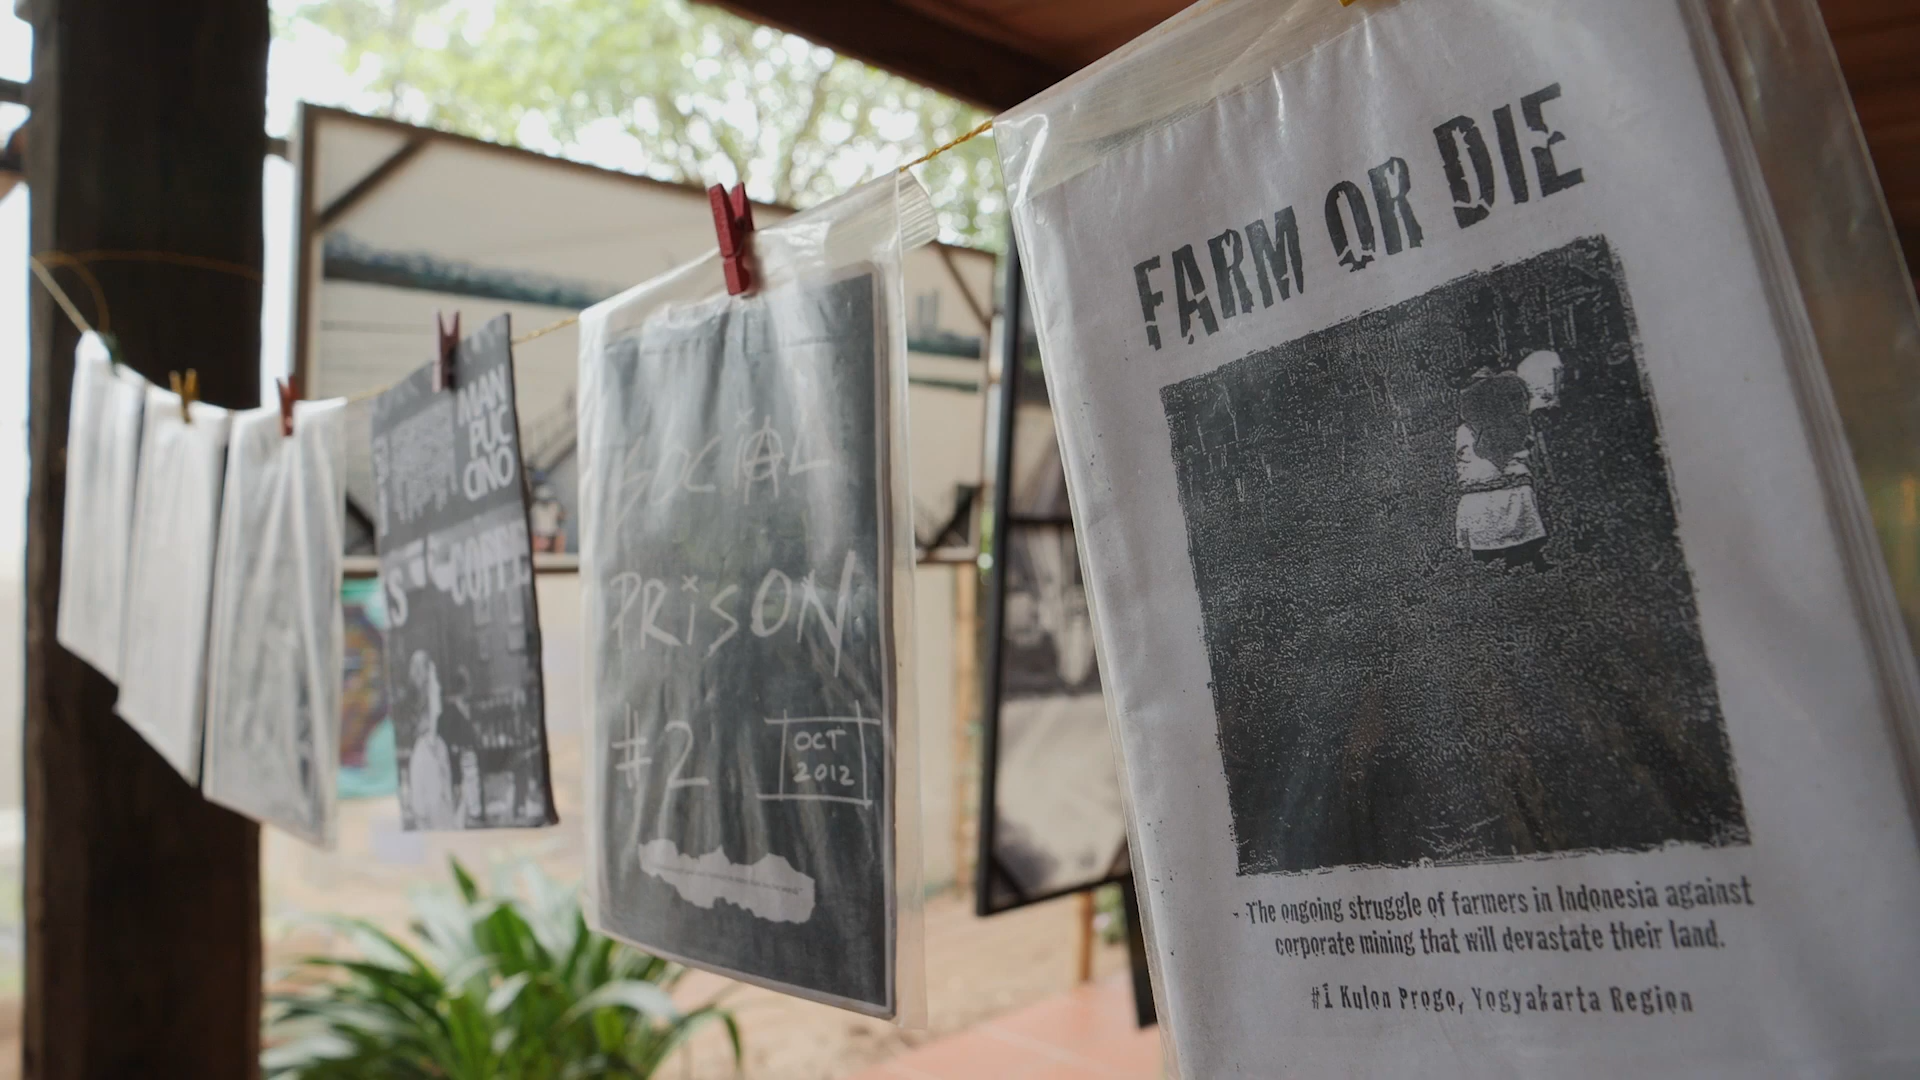 MAN
PUC
CINO
S COFFE
SOCIAL
PRISON
#2
OCT
2012
FARM OR DIE
The ongoing struggle of farmers in Indonesia against
corporate mining that will devastate their land.
#1 Kulon Progo, Yogyakarta Region